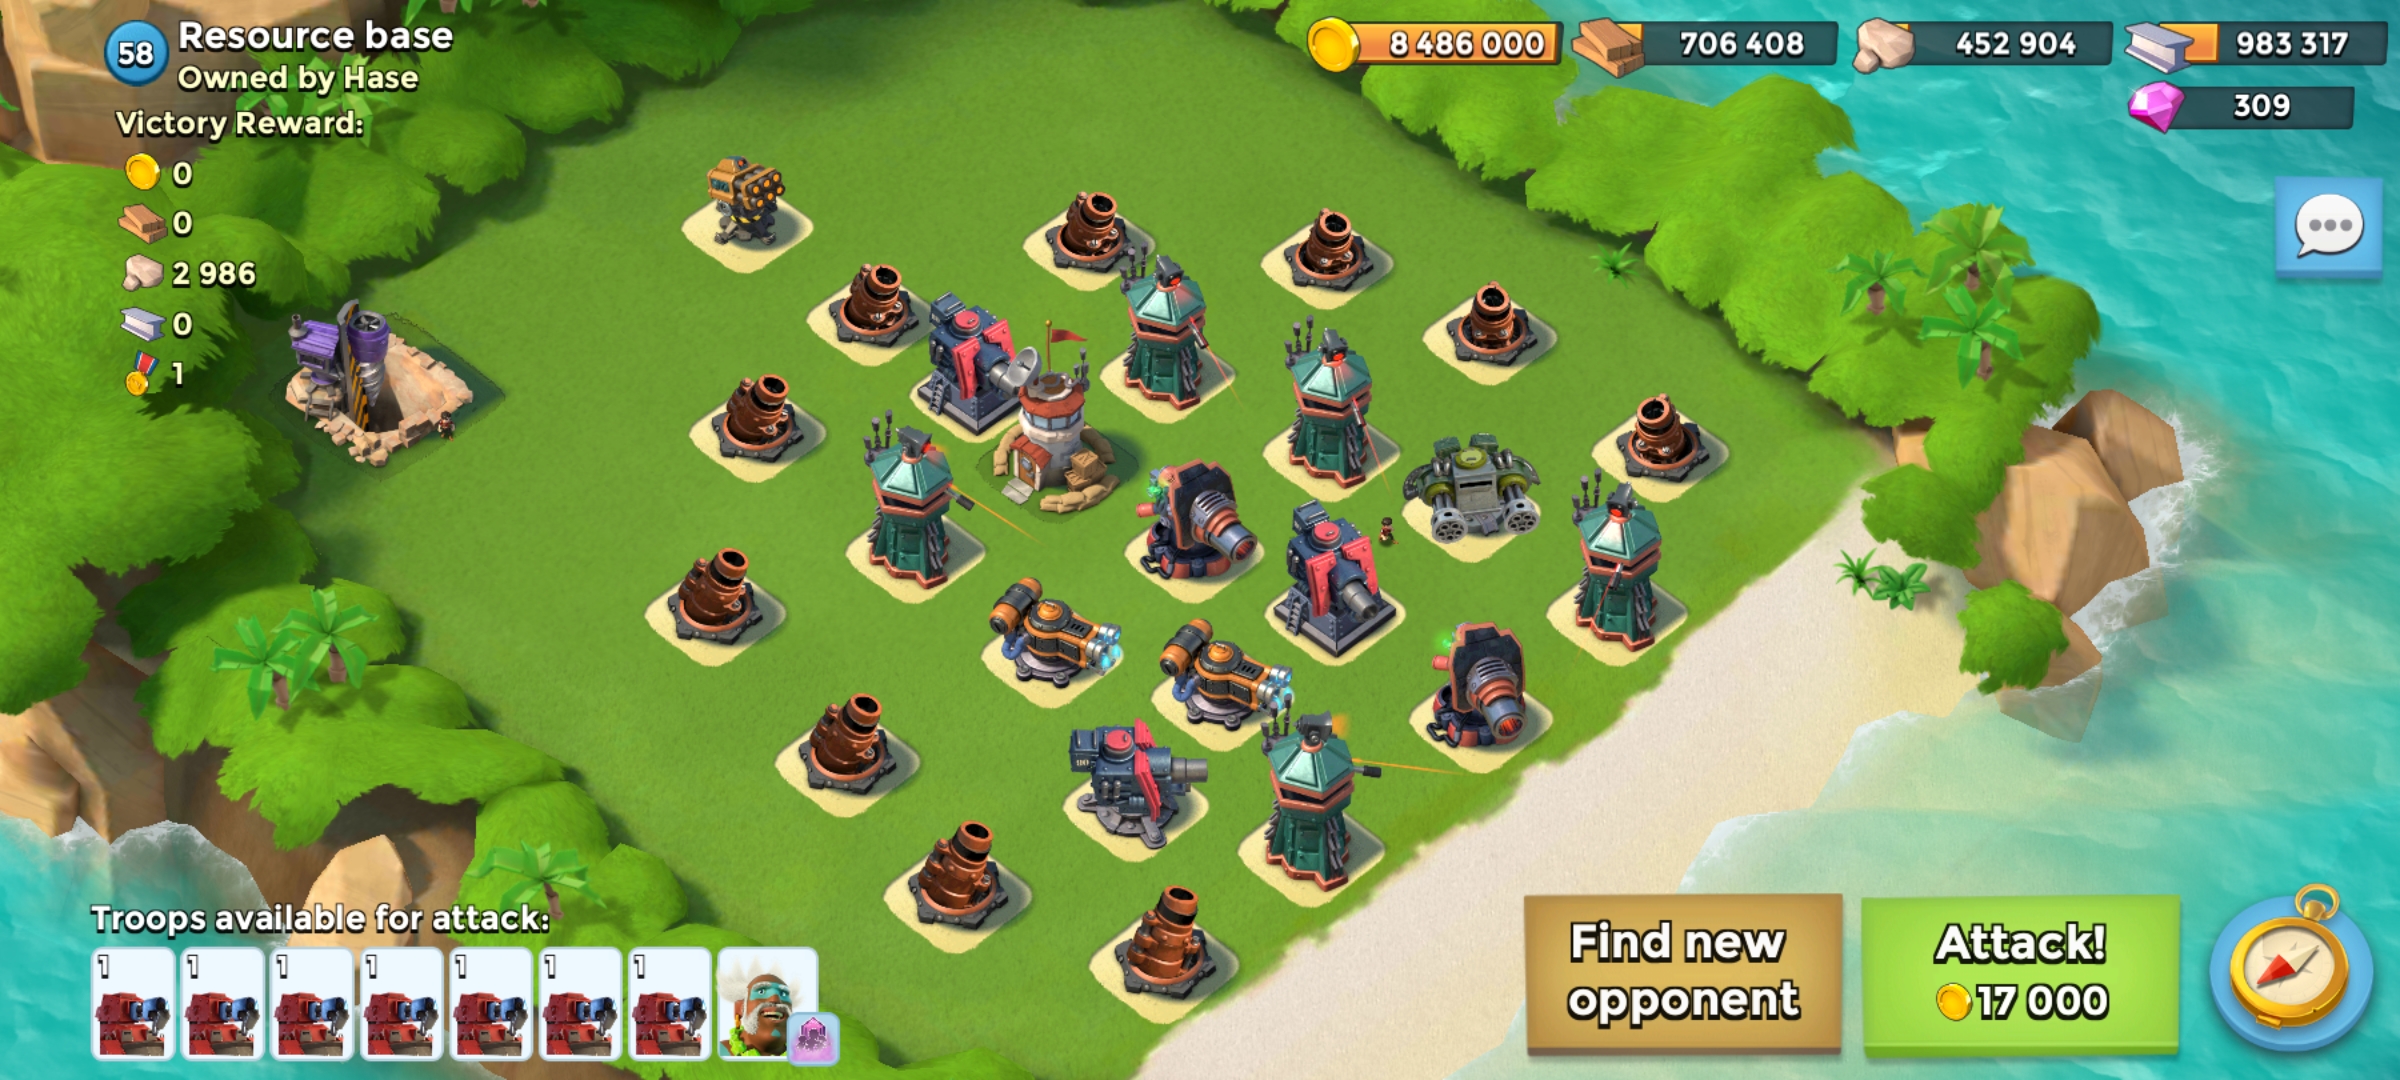 58
Resource base
Owned by Hase
Victory Reward:
0
0
2 986
0
1
8 486 000
706 408
452 904
983 317
309
Troops available for attack:
1
1
1
1
1
1
1
Find new
opponent
Attack!
17 000